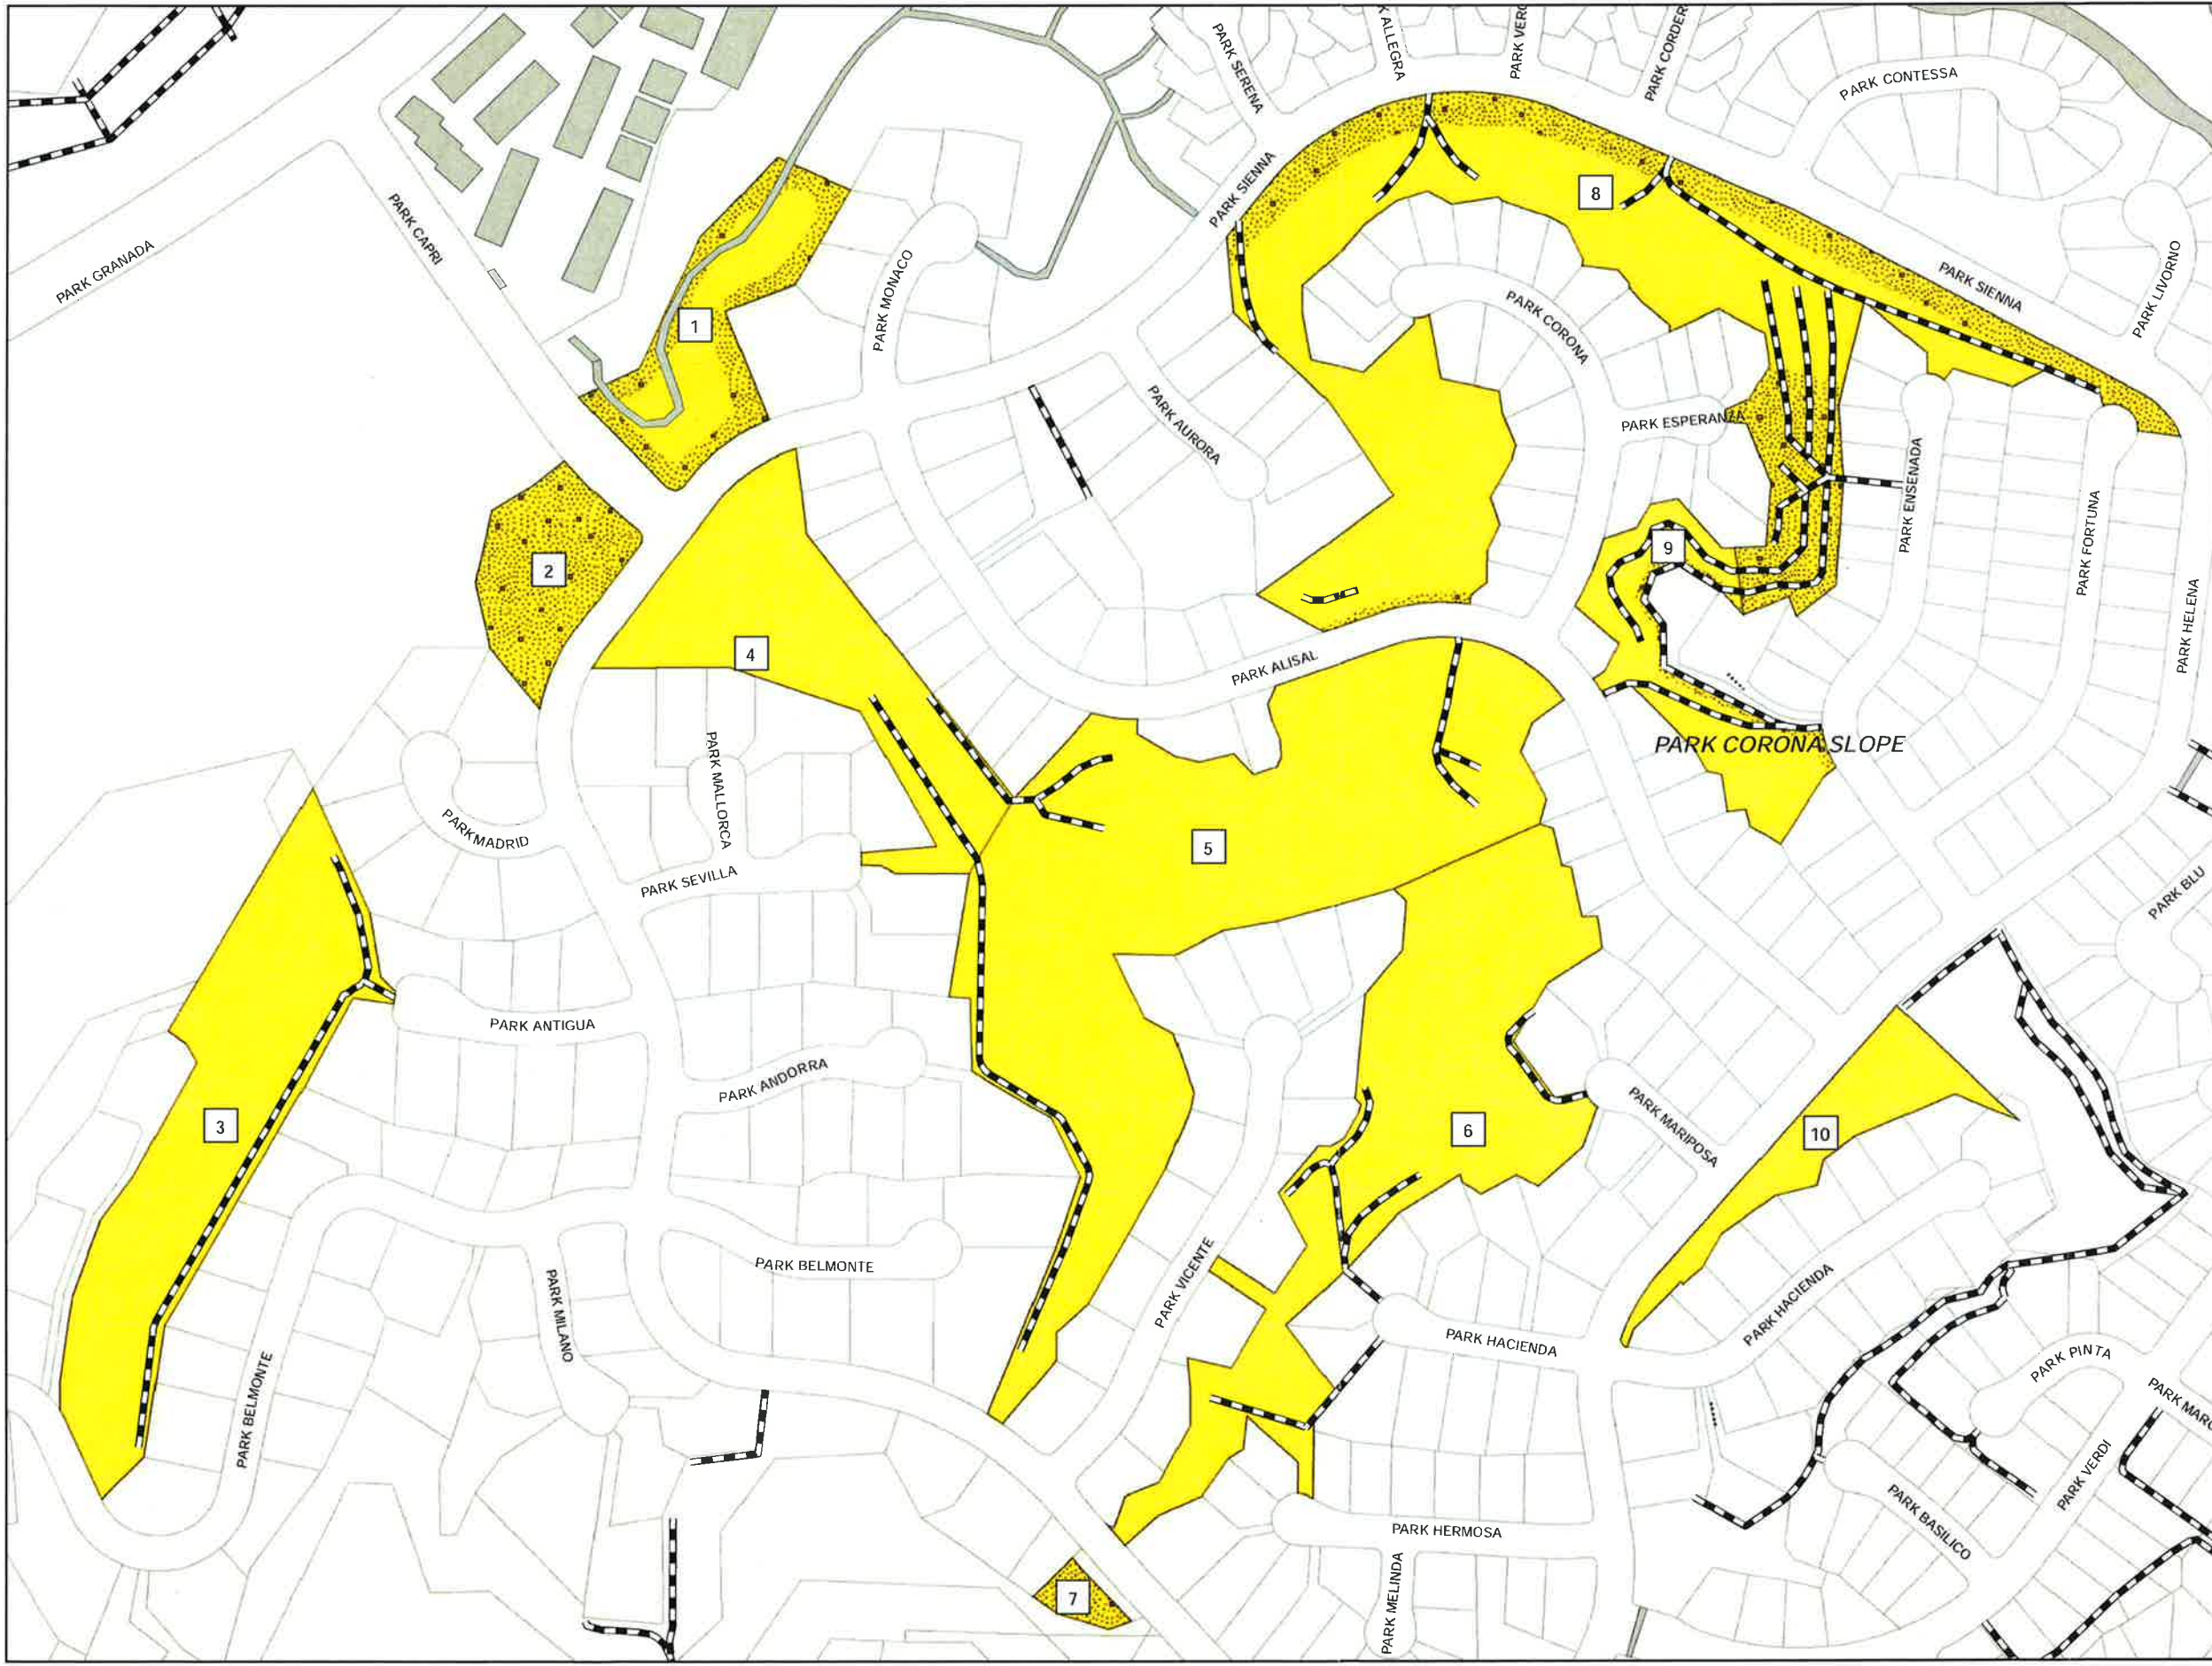 PARK SERENA
K ALLEGRA
PARK VERO
PARK CORDER
PARK CONTESSA
PARK GRANADA
PARK CAPRI
PARK MONACO
PARK SIENNA
8
PARK SIENNA
PARK LIVORNO
1
PARK CORONA
PARK AURORA
PARK ESPERANZA
PARK ENSENADA
PARK FORTUNA
PARK HELENA
2
9
4
PARK ALISAL
PARK CORONA SLOPE
PARK MALLORCA
PARK MADRID
5
PARK SEVILLA
PARK BLU
PARK ANTIGUA
PARK ANDORRA
3
6
PARK MARIPOSA
10
PARK BELMONTE
PARK VICENTE
PARK MILANO
PARK HACIENDA
PARK HACIENDA
PARK PINTA
PARK BELMONTE
PARK MARC
PARK VERDI
PARK BASILICO
PARK HERMOSA
7
PARK MELINDA